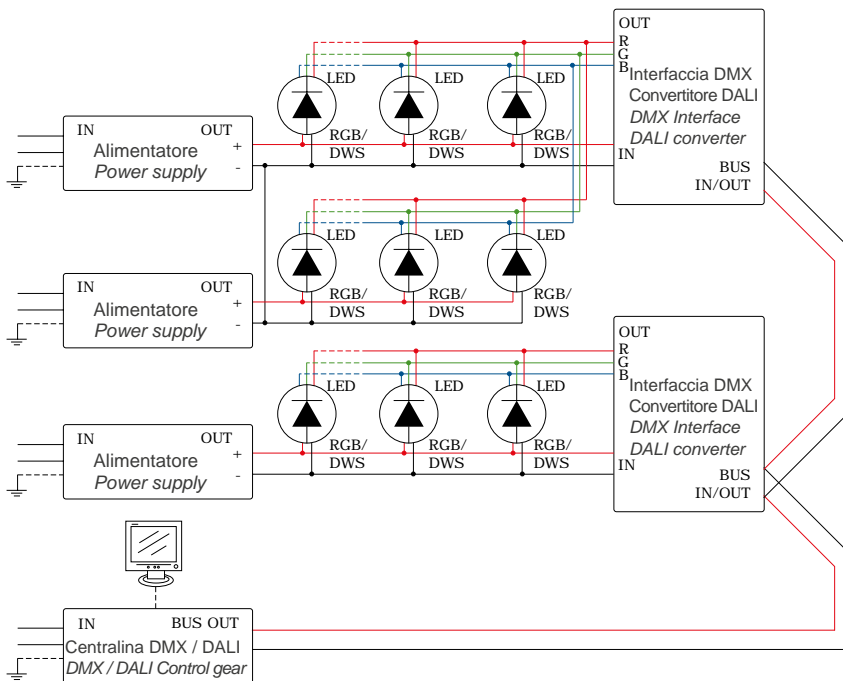 OUT
R
G
B
LED LED LED
Interfaccia DMX
Convertitore DALI
DMX Interface
DALI converter
IN
BUS
IN/OUT
IN OUT
Alimentatore
Power supply
+
-
RGB/
DWS
RGB/
DWS
RGB/
DWS
LED LED LED
IN OUT
Alimentatore
Power supply
+
-
RGB/
DWS
RGB/
DWS
RGB/
DWS
OUT
R
G
B
LED LED LED
Interfaccia DMX
Convertitore DALI
DMX Interface
DALI converter
IN
BUS
IN/OUT
IN OUT
Alimentatore
Power supply
+
-
RGB/
DWS
RGB/
DWS
RGB/
DWS
IN BUS OUT
Centralina DMX / DALI
DMX / DALI Control gear